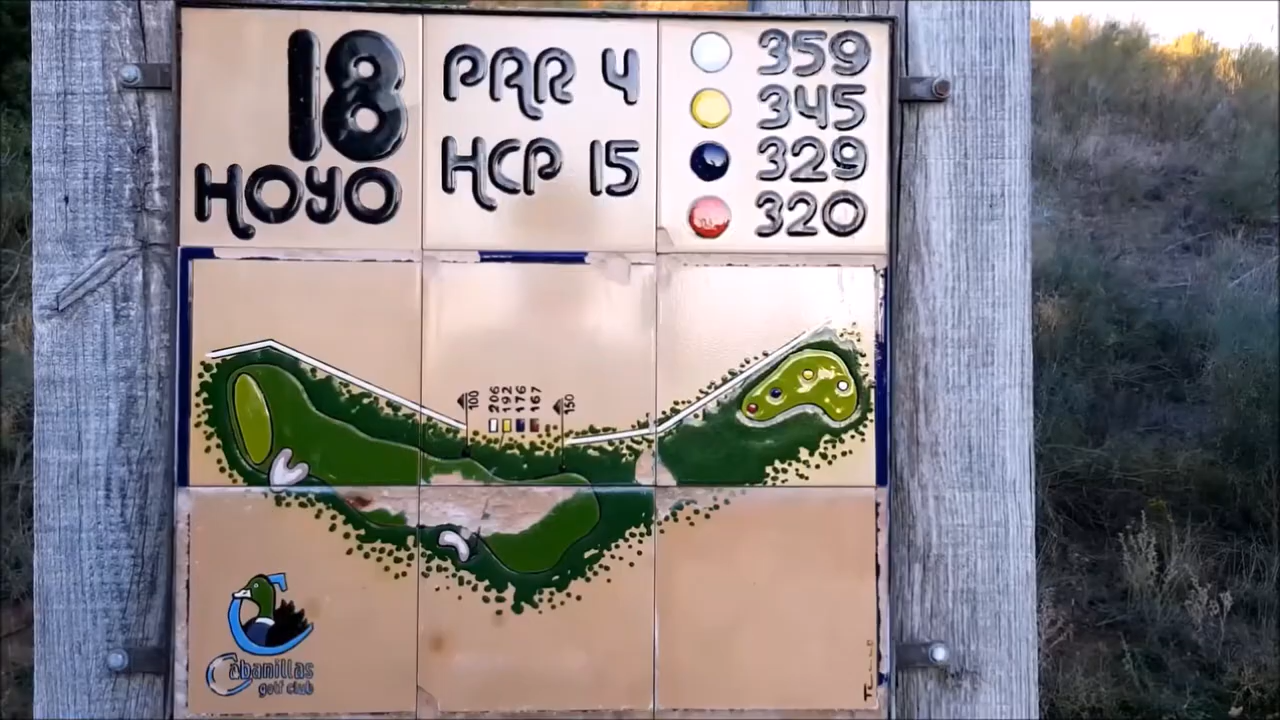 18
HOYO
PAR 4
HCP 15
359
345
329
320
100
206
192
176
167
150
Cabanillas
golf club